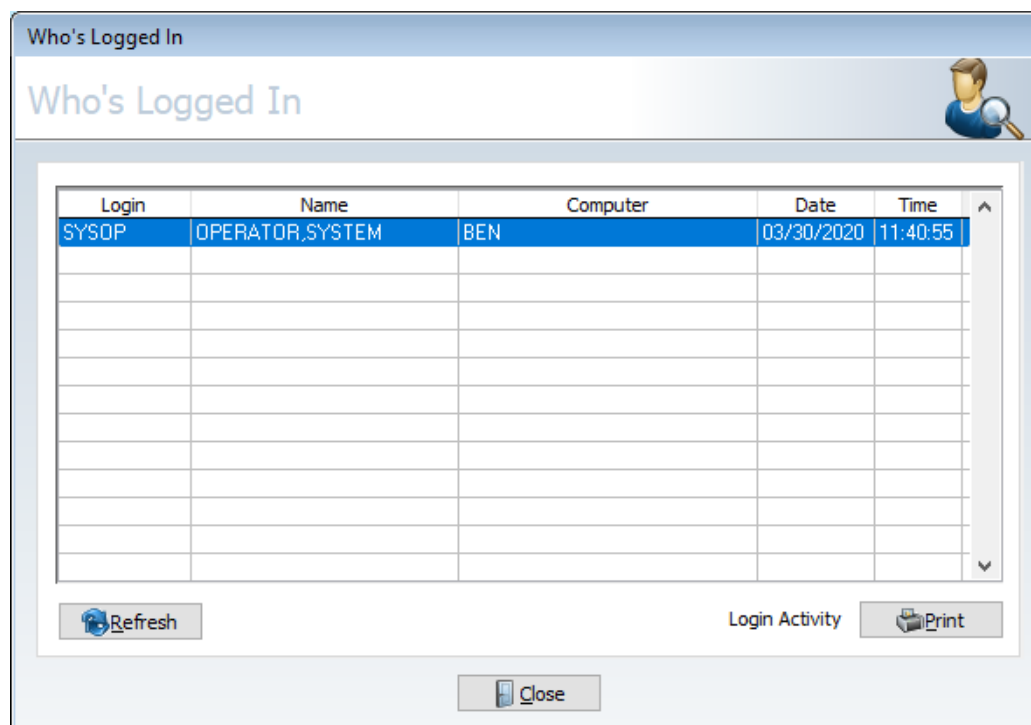 Who's Logged In
Who's Logged In
Login Name Computer Date Time
SYSOP OPERATOR,SYSTEM BEN 03/30/2020 11:40:55
Refresh Login Activity Print
Close